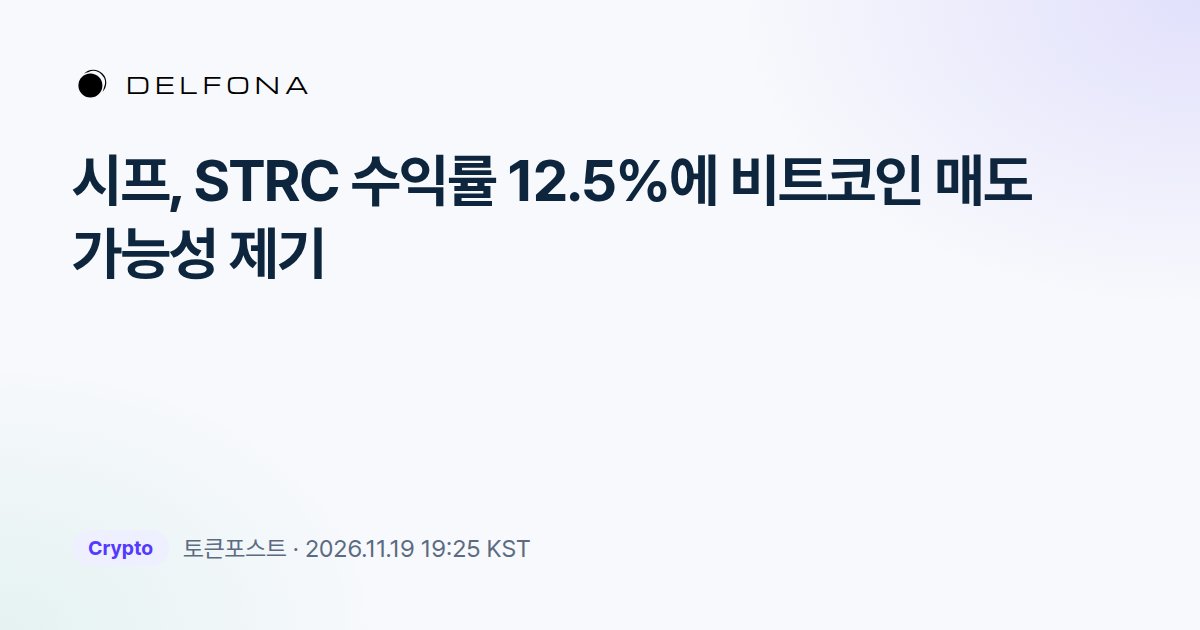 DELFONA
시프, STRC 수익률 12.5%에 비트코인 매도
가능성 제기
Crypto 토큰포스트 · 2026.11.19 19:25 KST